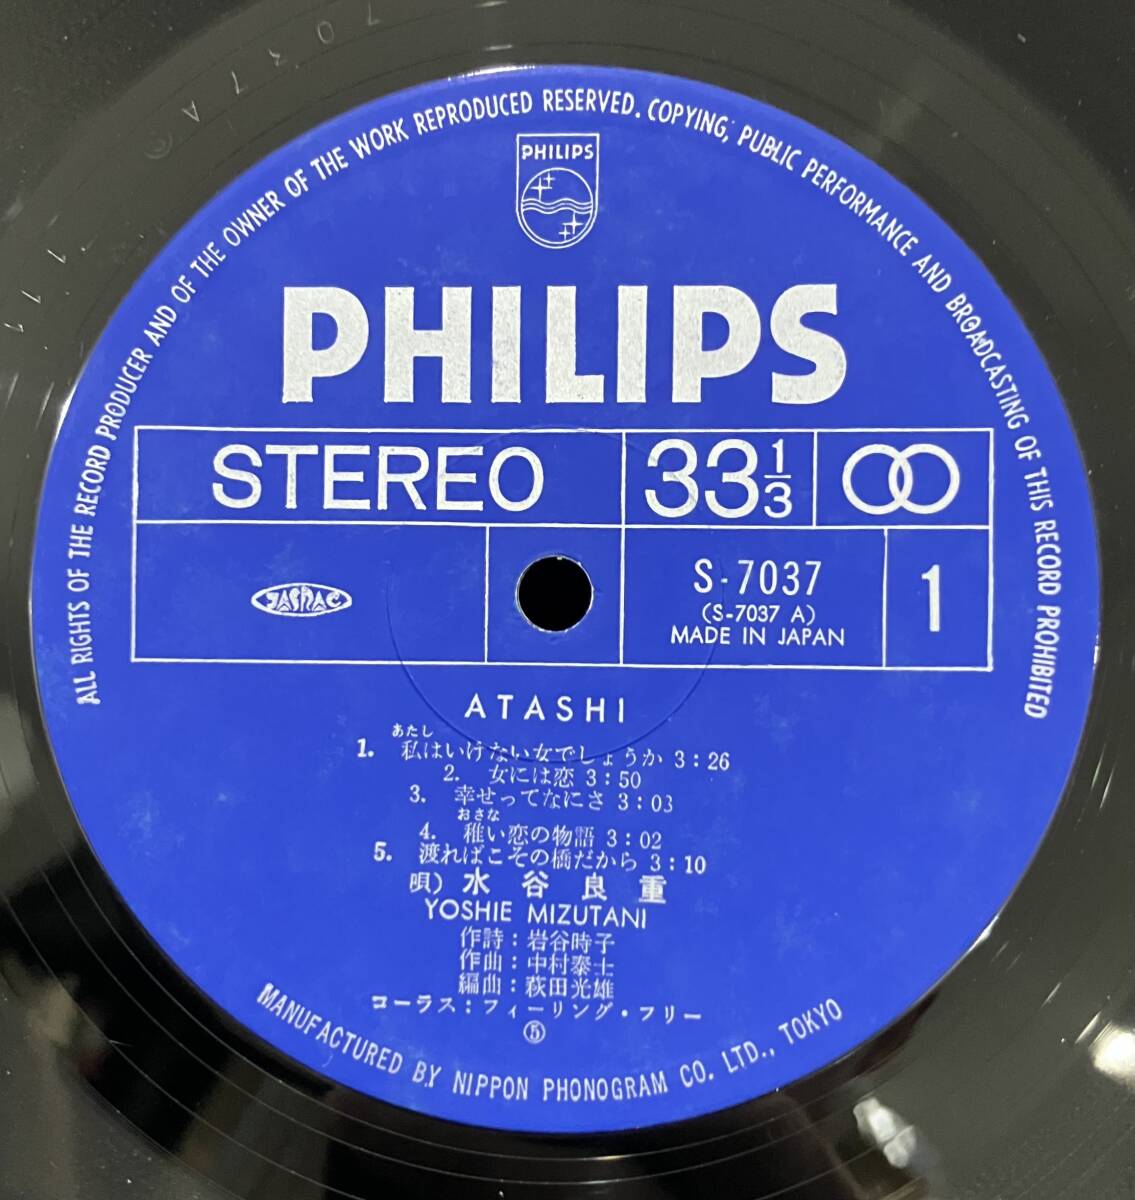 7037A
111
ALL RIGHTS OF THE RECORD PRODUCER AND OF THE OWNER OF THE WORK REPRODUCED RESERVED. COPYING, PUBLIC PERFORMANCE AND BROADCASTING OF THIS RECORD PROHIBITED
PHILIPS
PHILIPS
STEREO 33 1/3
JASRAC S-7037 1
(S-7037 A)
MADE IN JAPAN
ATASHI
あたし
1. 私はいけない女でしょうか 3:26
2. 女には恋 3:50
3. 幸せってなにさ 3:03
おさな
4. 稚い恋の物語 3:02
5. 渡ればこその橋だから 3:10
唄) 水谷良重
YOSHIE MIZUTANI
作詩:岩谷時子
作曲:中村泰士
編曲:萩田光雄
コーラス:フィーリング・フリー
⑤
MANUFACTURED BY NIPPON PHONOGRAM CO. LTD., TOKYO